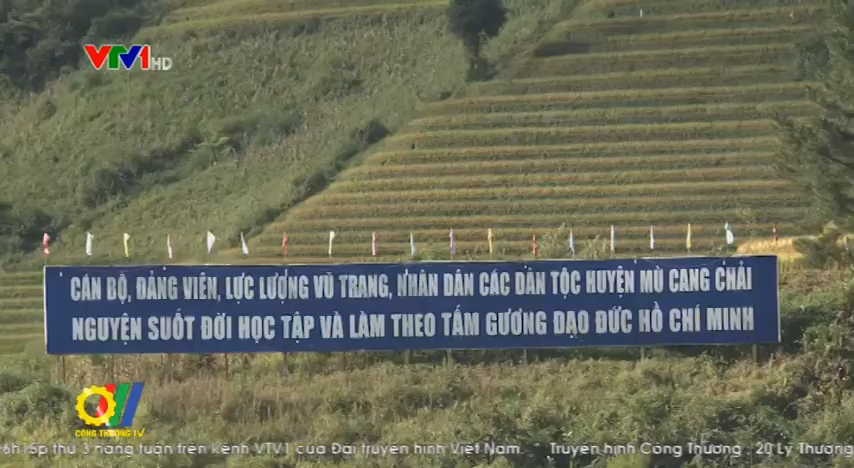 VTV1 HD
CÁN BỘ, ĐẢNG VIÊN, LỰC LƯỢNG VŨ TRANG, NHÂN DÂN CÁC DÂN TỘC HUYỆN MÙ CANG CHẢI
NGUYỆN SUỐT ĐỜI HỌC TẬP VÀ LÀM THEO TẤM GƯƠNG ĐẠO ĐỨC HỒ CHÍ MINH
CÔNG THƯƠNG TV
6h15p thứ 3 hàng tuần trên kênh VTV1 của Đài truyền hình Việt Nam. Truyền hình Công Thương : 20 Lý Thường